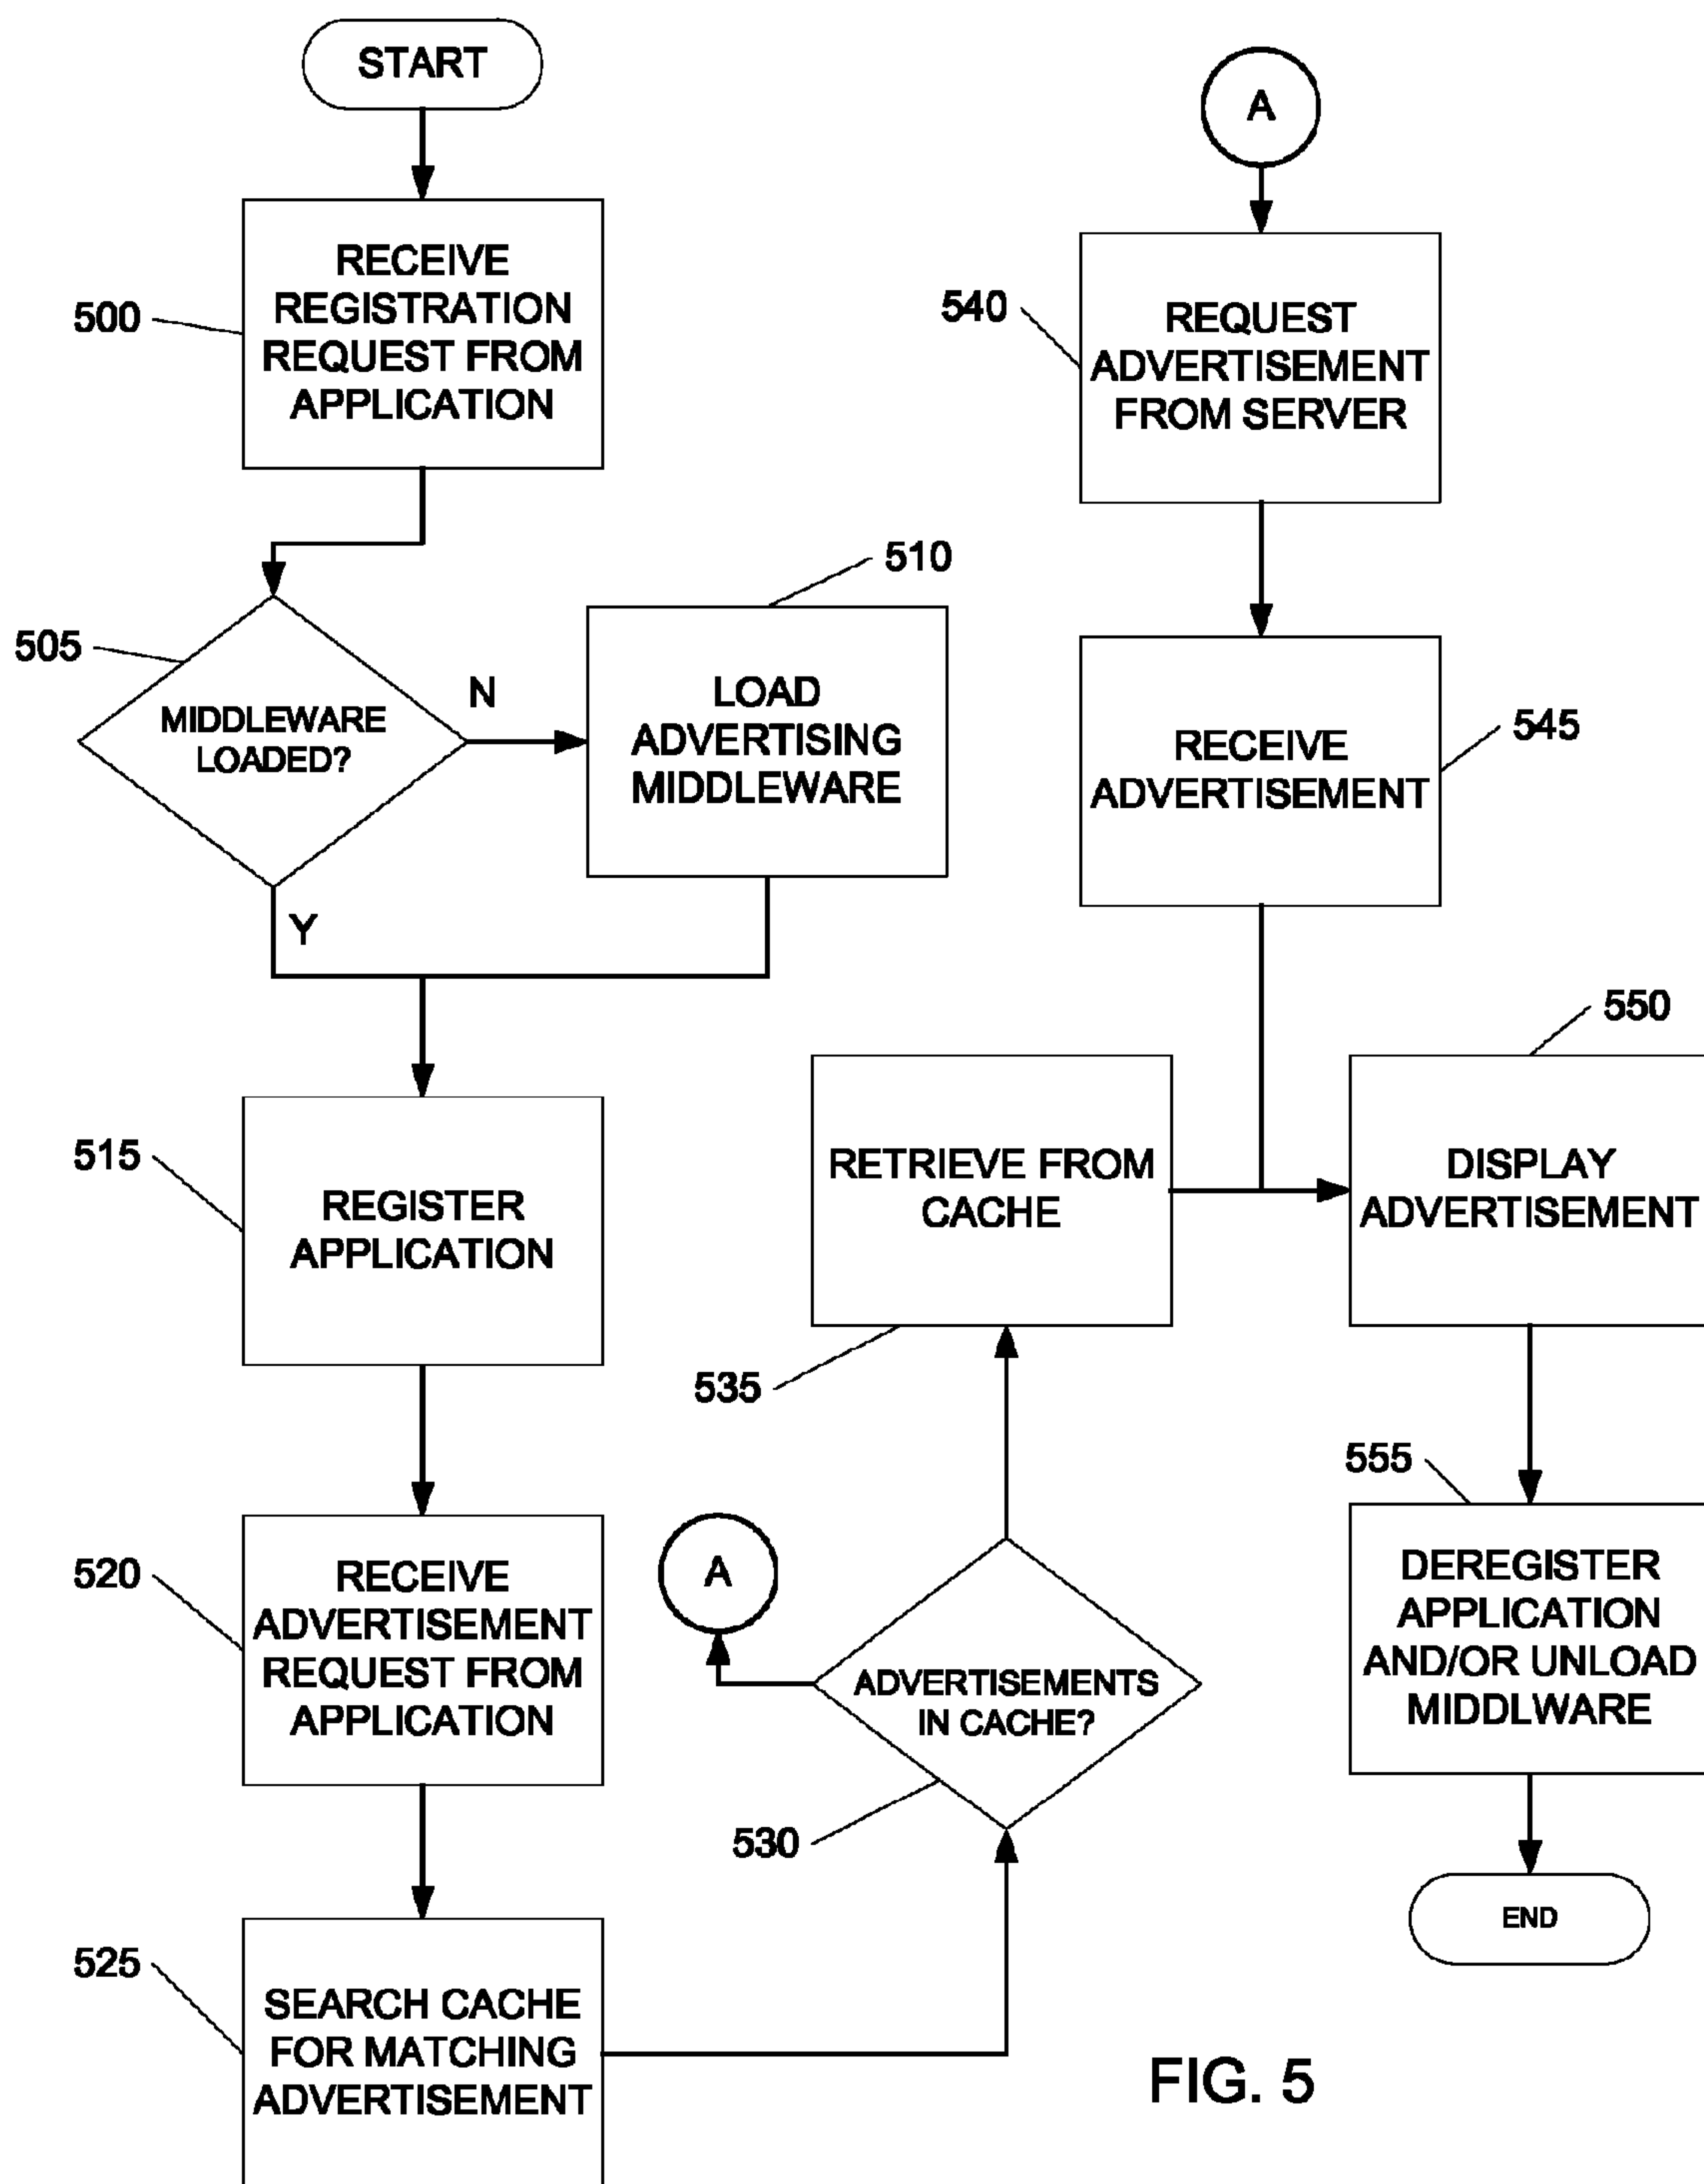 START
500
RECEIVE
REGISTRATION
REQUEST FROM
APPLICATION
505
MIDDLEWARE
LOADED?
N
Y
510
LOAD
ADVERTISING
MIDDLEWARE
515
REGISTER
APPLICATION
520
RECEIVE
ADVERTISEMENT
REQUEST FROM
APPLICATION
525
SEARCH CACHE
FOR MATCHING
ADVERTISEMENT
A
ADVERTISEMENTS
IN CACHE?
530
RETRIEVE FROM
CACHE
535
A
540
REQUEST
ADVERTISEMENT
FROM SERVER
RECEIVE
ADVERTISEMENT
545
550
DISPLAY
ADVERTISEMENT
555
DEREGISTER
APPLICATION
AND/OR UNLOAD
MIDDLWARE
END
FIG. 5